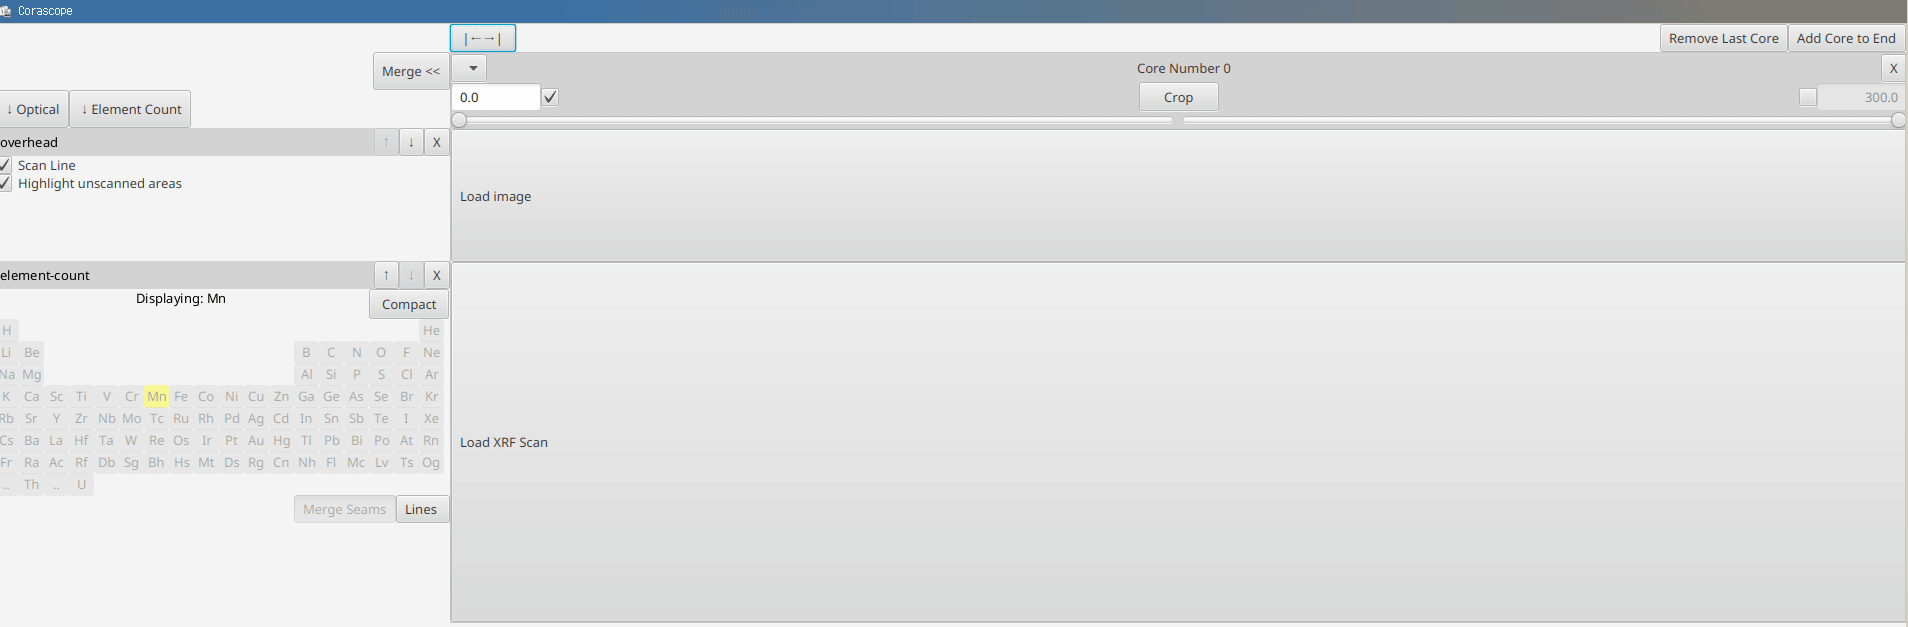 Corascope
|←→|
Remove Last Core
Add Core to End
Merge <<
Core Number 0
X
0.0
Crop
300.0
↓ Optical
↓ Element Count
overhead
↑
↓
X
Scan Line
Highlight unscanned areas
Load image
element-count
↑
↓
X
Displaying: Mn
Compact
H He
Li Be B C N O F Ne
Na Mg Al Si P S Cl Ar
K Ca Sc Ti V Cr Mn Fe Co Ni Cu Zn Ga Ge As Se Br Kr
Rb Sr Y Zr Nb Mo Tc Ru Rh Pd Ag Cd In Sn Sb Te I Xe
Cs Ba La Hf Ta W Re Os Ir Pt Au Hg Tl Pb Bi Po At Rn
Fr Ra Ac Rf Db Sg Bh Hs Mt Ds Rg Cn Nh Fl Mc Lv Ts Og
.. Th .. U
Load XRF Scan
Merge Seams
Lines